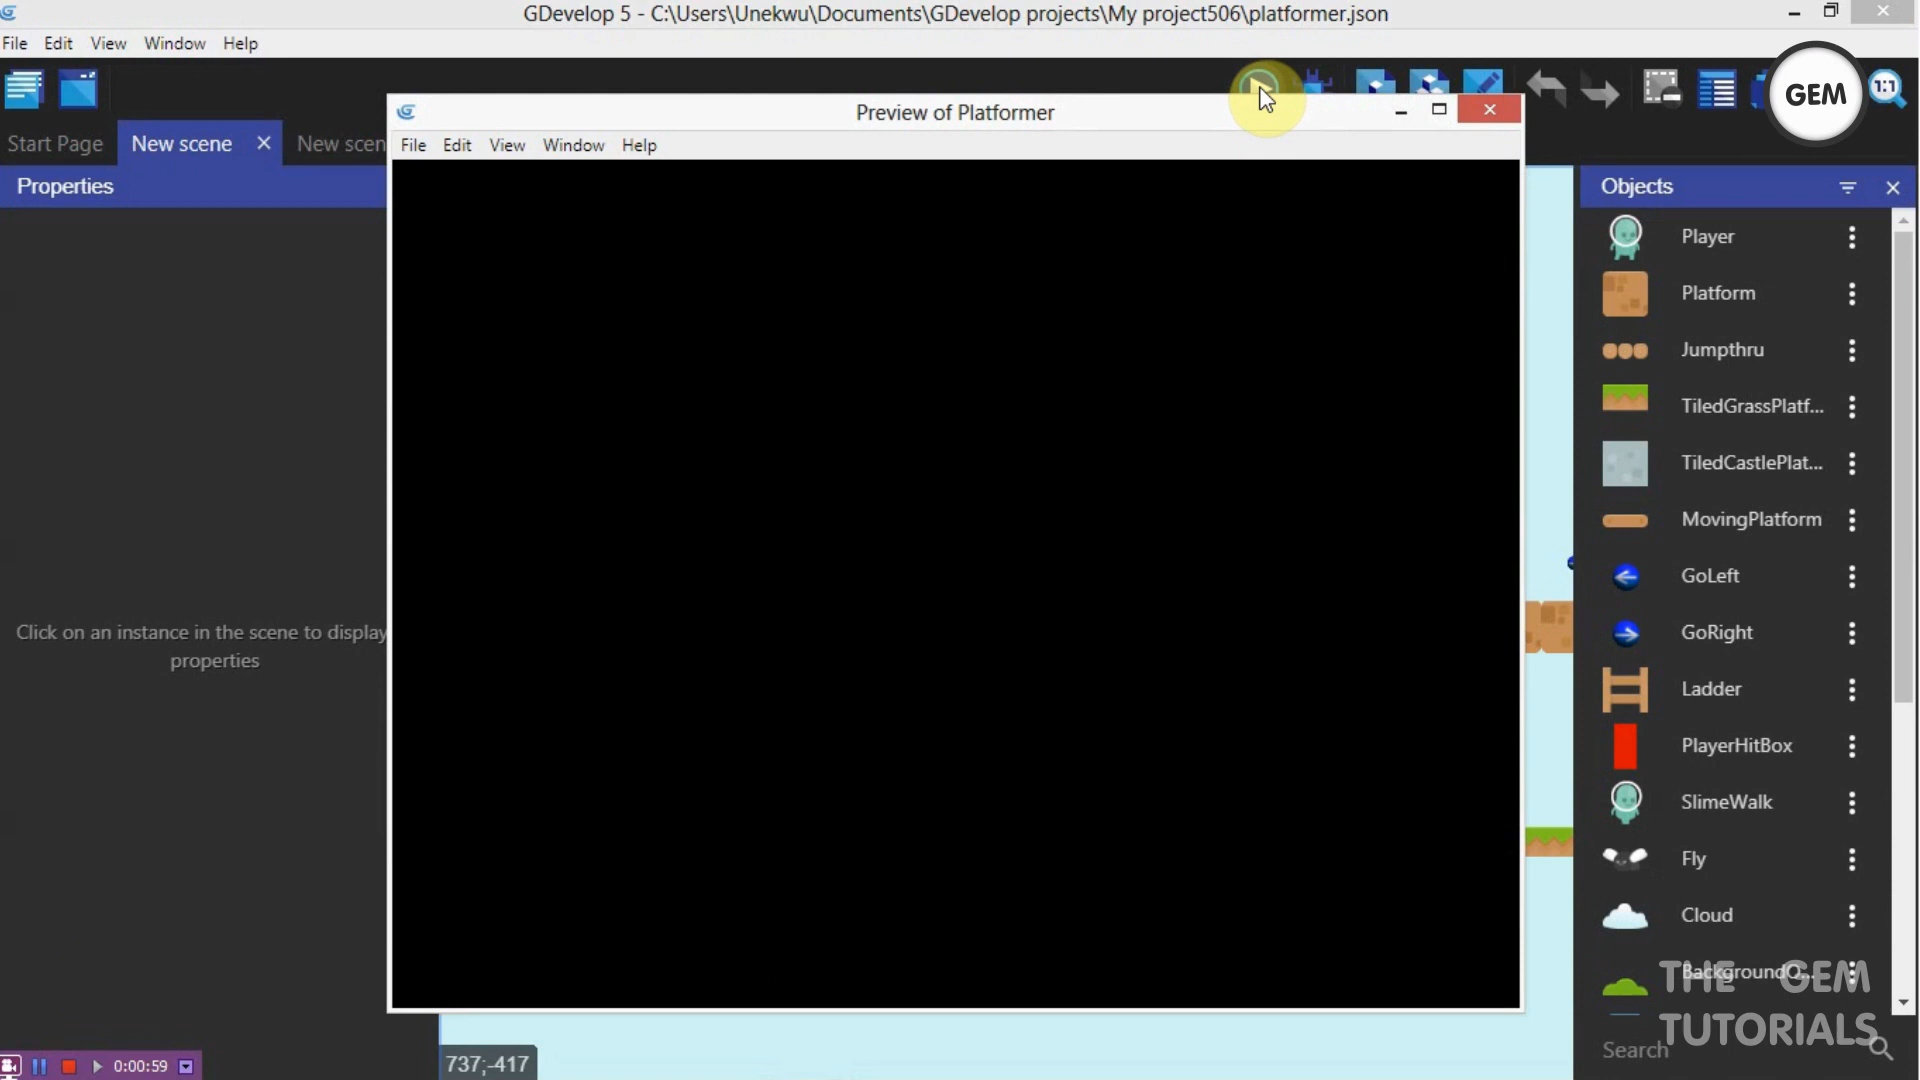 GDevelop 5 - C:\Users\Unekwu\Documents\GDevelop projects\My project506\platformer.json
File Edit View Window Help
1:1
GEM
Start Page New scene New scen
Preview of Platformer
File Edit View Window Help
Properties
Click on an instance in the scene to display
properties
Objects
Player
Platform
Jumpthru
TiledGrassPlatf...
TiledCastlePlat...
MovingPlatform
GoLeft
GoRight
Ladder
PlayerHitBox
SlimeWalk
Fly
Cloud
BackgroundO...
THE GEM
TUTORIALS
Search
737;-417
0:00:59